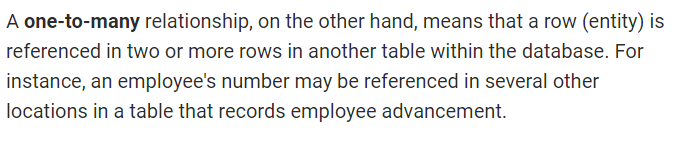 A one-to-many relationship, on the other hand, means that a row (entity) is
referenced in two or more rows in another table within the database. For
instance, an employee's number may be referenced in several other
locations in a table that records employee advancement.